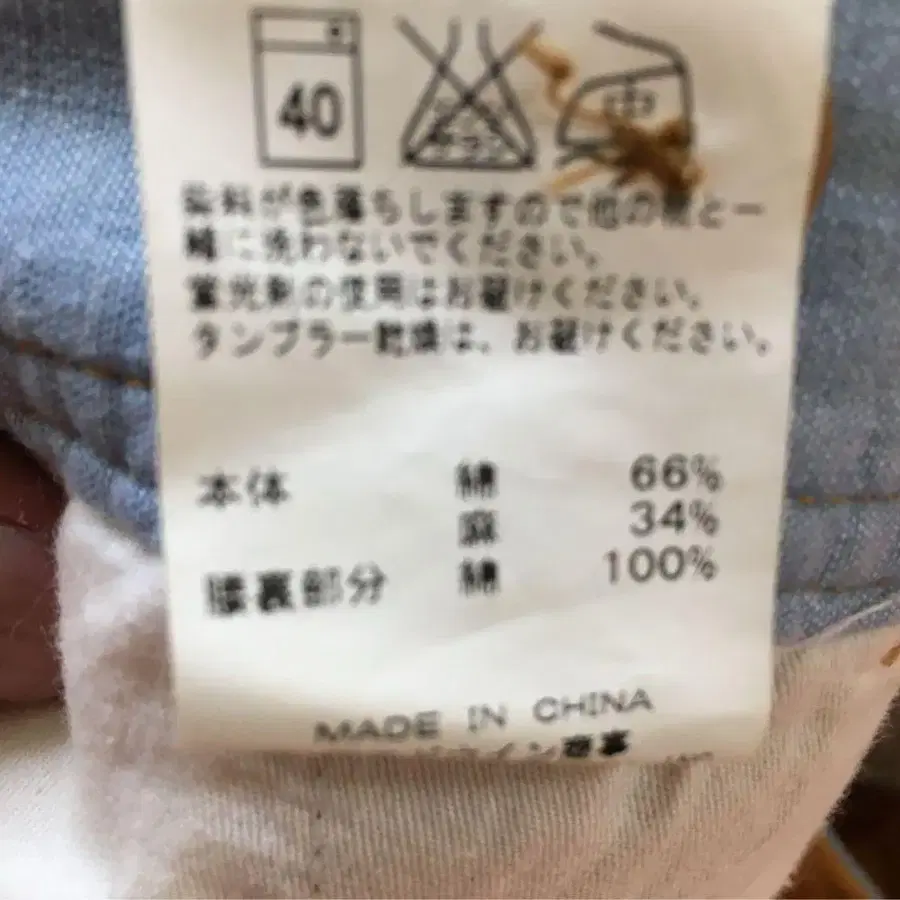 40
中
染料が色落ちしますので他の物と一
緒に洗わないでください。
蛍光剤の使用はお避けください。
タンブラー乾燥は、お避けください。
本体 綿 66%
麻 34%
腰裏部分 綿 100%
MADE IN CHINA